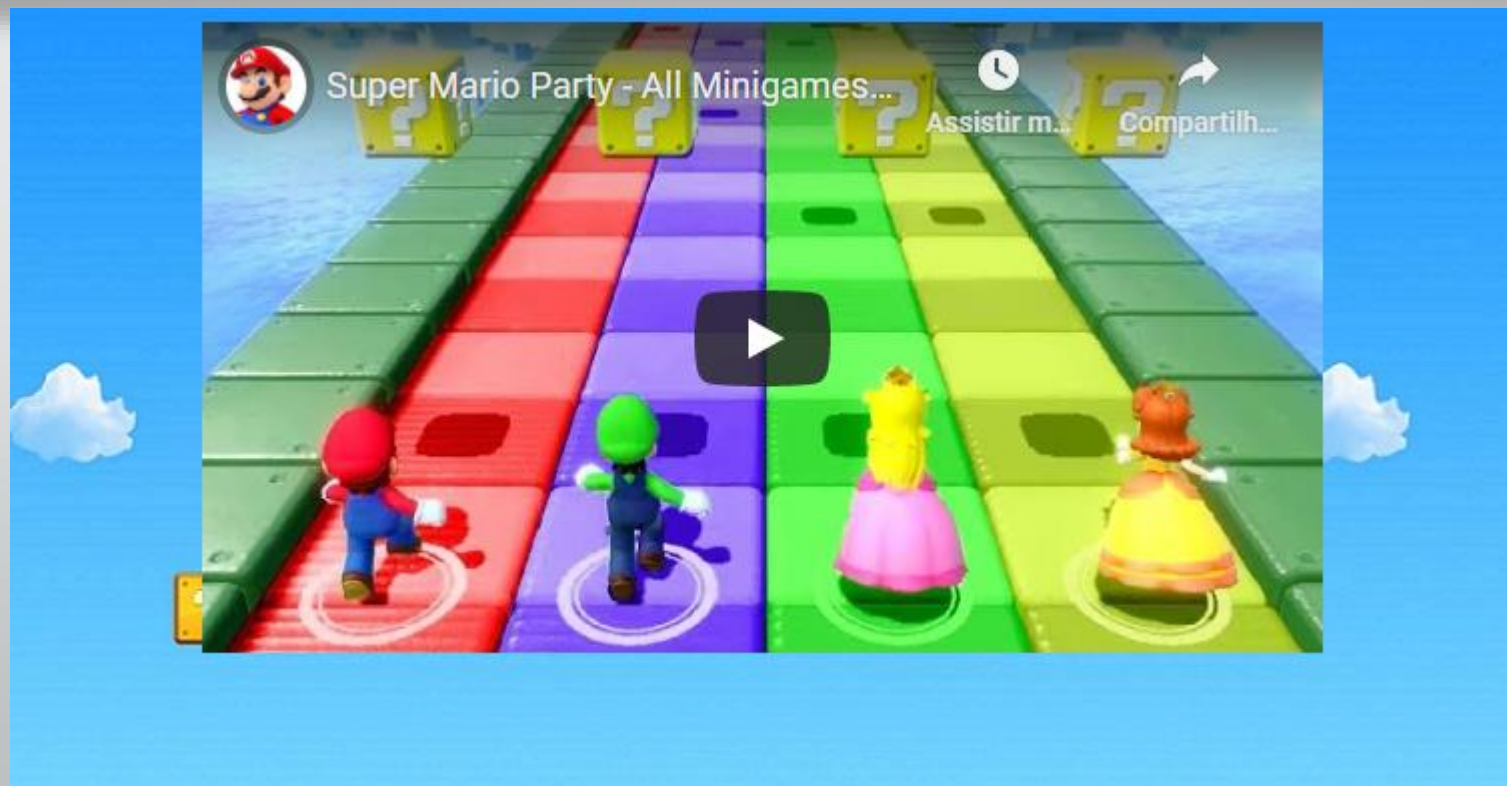 Super Mario Party - All Minigames...
Assistir m...
Compartilh...
? ? ? ?
M